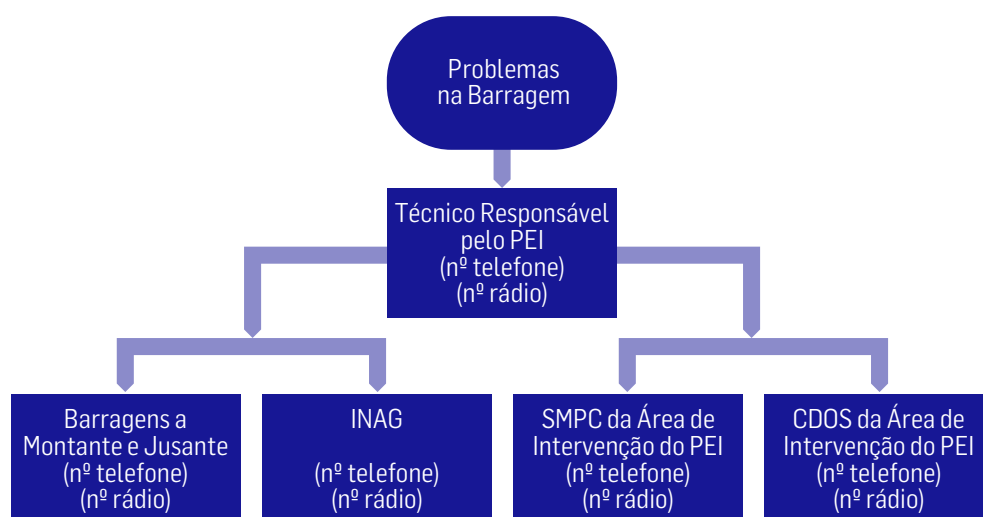 Problemas
na Barragem
Técnico Responsável
pelo PEI
(nº telefone)
(nº rádio)
Barragens a
Montante e Jusante
(nº telefone)
(nº rádio)
INAG
(nº telefone)
(nº rádio)
SMPC da Área de
Intervenção do PEI
(nº telefone)
(nº rádio)
CDOS da Área de
Intervenção do PEI
(nº telefone)
(nº rádio)